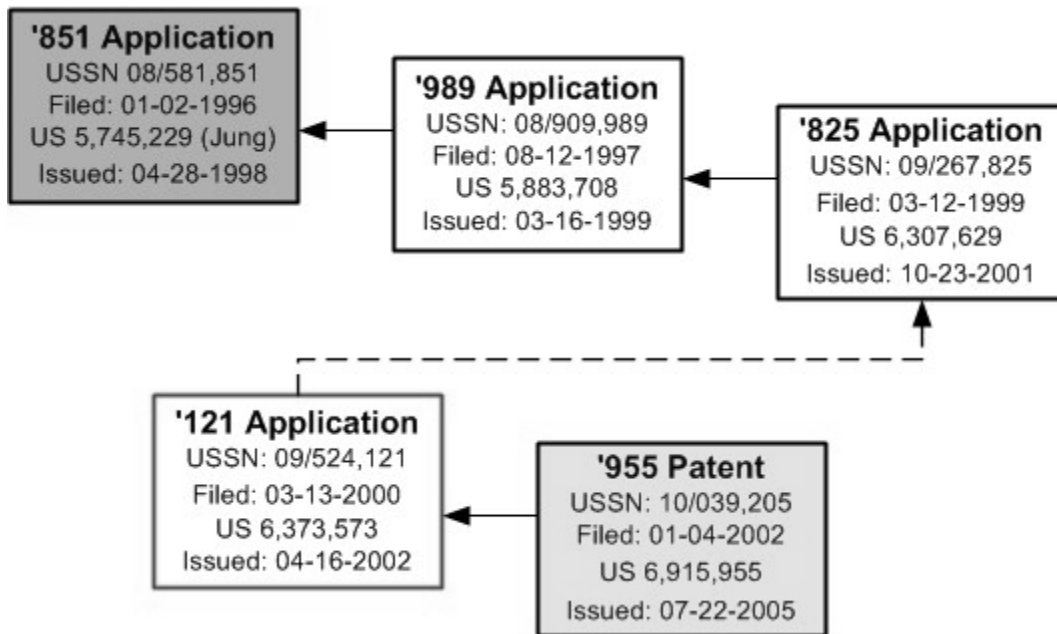 '851 Application
USSN 08/581,851
Filed: 01-02-1996
US 5,745,229 (Jung)
Issued: 04-28-1998
'989 Application
USSN: 08/909,989
Filed: 08-12-1997
US 5,883,708
Issued: 03-16-1999
'825 Application
USSN: 09/267,825
Filed: 03-12-1999
US 6,307,629
Issued: 10-23-2001
'121 Application
USSN: 09/524,121
Filed: 03-13-2000
US 6,373,573
Issued: 04-16-2002
'955 Patent
USSN: 10/039,205
Filed: 01-04-2002
US 6,915,955
Issued: 07-22-2005